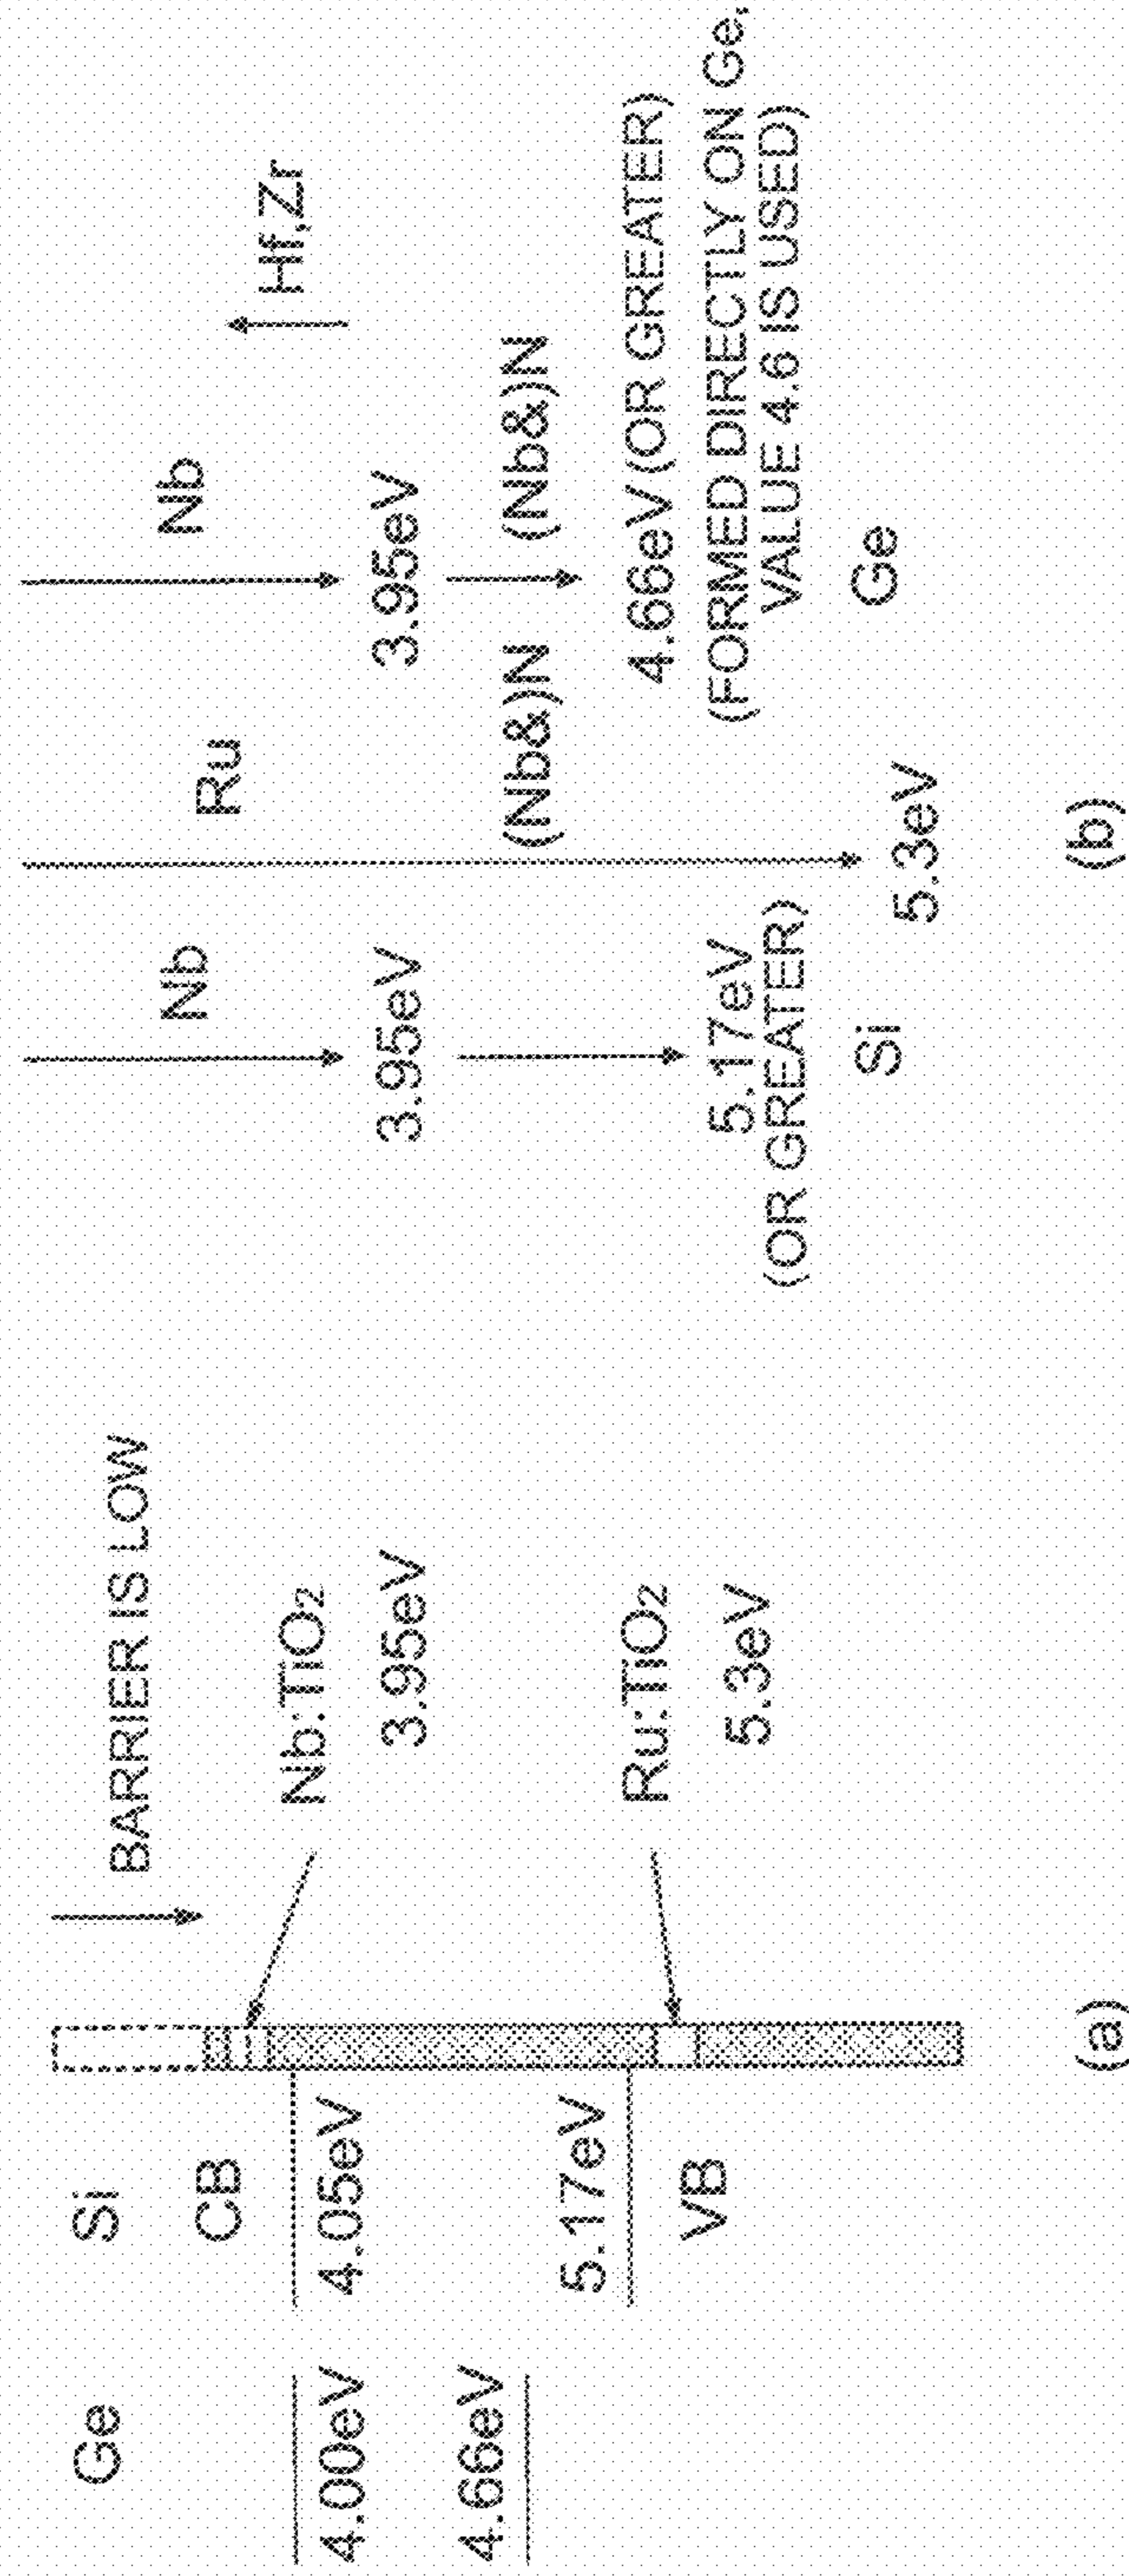 Ge
4.00eV
4.66eV
Si
CB
4.05eV
5.17eV
VB
BARRIER IS LOW
Nb:TiO2
3.95eV
Ru:TiO2
5.3eV
(a)
Nb
3.95eV
5.17eV
(OR GREATER)
Si
Ru
(Nb&)N
5.3eV
Nb
3.95eV
(Nb&)N
Hf,Zr
4.66eV (OR GREATER)
(FORMED DIRECTLY ON Ge,
VALUE 4.6 IS USED)
Ge
(b)